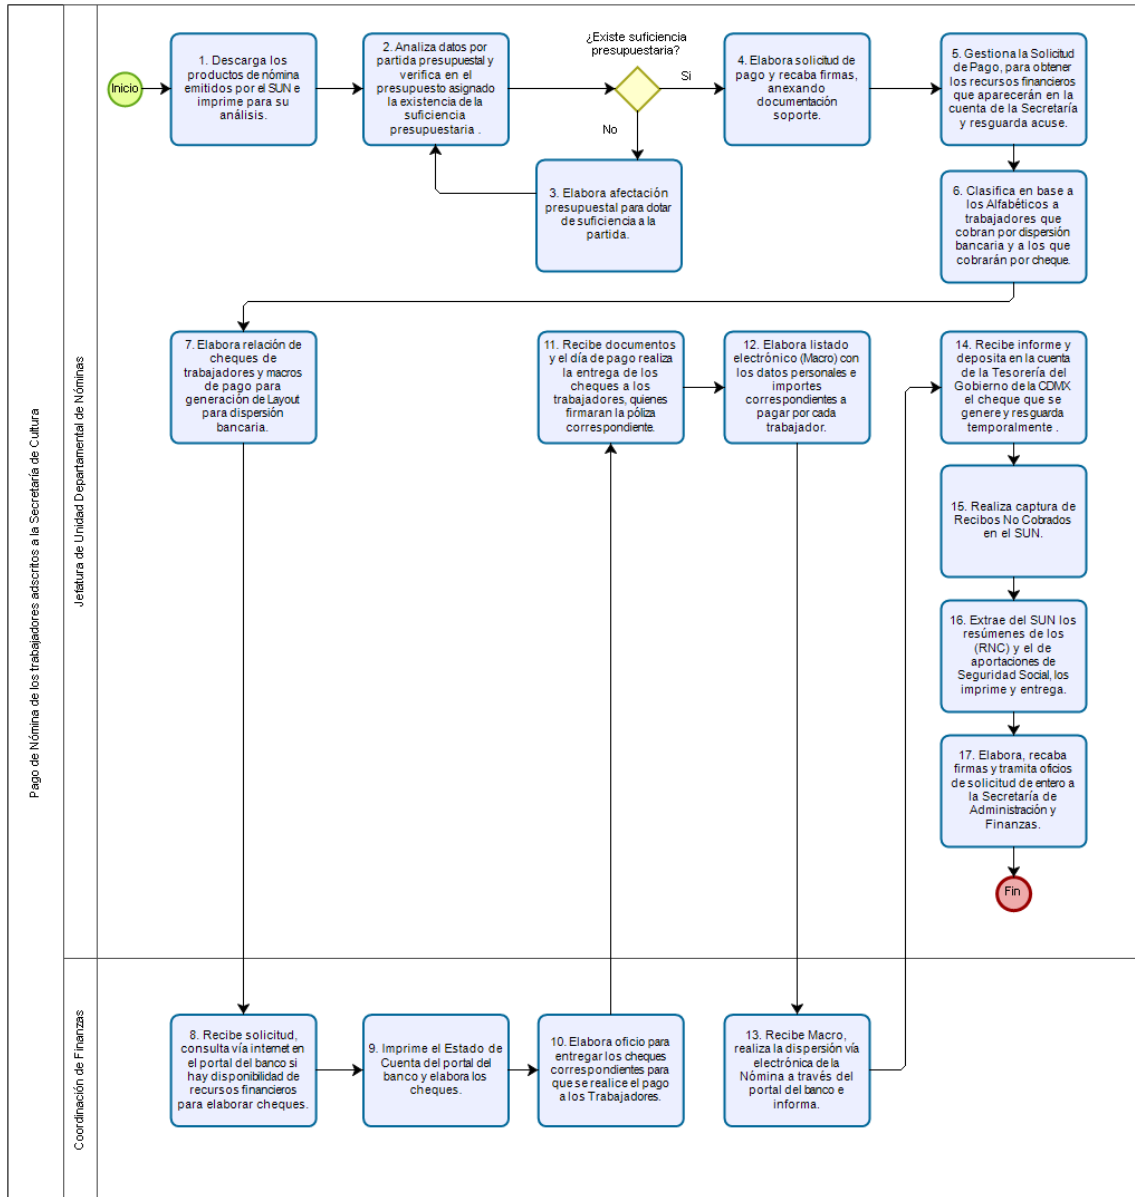 Pago de Nómina de los trabajadores adscritos a la Secretaría de Cultura
Jefatura de Unidad Departamental de Nóminas
Inicio
1. Descarga los
productos de nómina
emitidos por el SUN e
imprime para su
análisis.
2. Analiza datos por
partida presupuestal y
verifica en el
presupuesto asignado
la existencia de la
suficiencia
presupuestaria .
¿Existe suficiencia
presupuestaria?
Si
No
3. Elabora afectación
presupuestal para dotar
de suficiencia a la
partida.
4. Elabora solicitud de
pago y recaba firmas,
anexando
documentación
soporte.
5. Gestiona la Solicitud
de Pago, para obtener
los recursos financieros
que aparecerán en la
cuenta de la Secretaría
y resguarda acuse.
6. Clasifica en base a
los Alfabéticos a
trabajadores que
cobran por dispersión
bancaria y a los que
cobrarán por cheque.
7. Elabora relación de
cheques de
trabajadores y macros
de pago para
generación de Layout
para dispersión
bancaria.
11. Recibe documentos
y el día de pago realiza
la entrega de los
cheques a los
trabajadores, quienes
firmaran la póliza
correspondiente.
12. Elabora listado
electrónico (Macro) con
los datos personales e
importes
correspondientes a
pagar por cada
trabajador.
14. Recibe informe y
deposita en la cuenta
de la Tesorería del
Gobierno de la CDMX
el cheque que se
genere y resguarda
temporalmente .
15. Realiza captura de
Recibos No Cobrados
en el SUN.
16. Extrae del SUN los
resúmenes de los
(RNC) y el de
aportaciones de
Seguridad Social, los
imprime y entrega.
17. Elabora, recaba
firmas y tramita oficios
de solicitud de entero a
la Secretaría de
Administración y
Finanzas.
Fin
Coordinación de Finanzas
8. Recibe solicitud,
consulta vía internet en
el portal del banco si
hay disponibilidad de
recursos financieros
para elaborar cheques.
9. Imprime el Estado de
Cuenta del portal del
banco y elabora los
cheques.
10. Elabora oficio para
entregar los cheques
correspondientes para
que se realice el pago
a los Trabajadores.
13. Recibe Macro,
realiza la dispersión vía
electrónica de la
Nómina a través del
portal del banco e
informa.